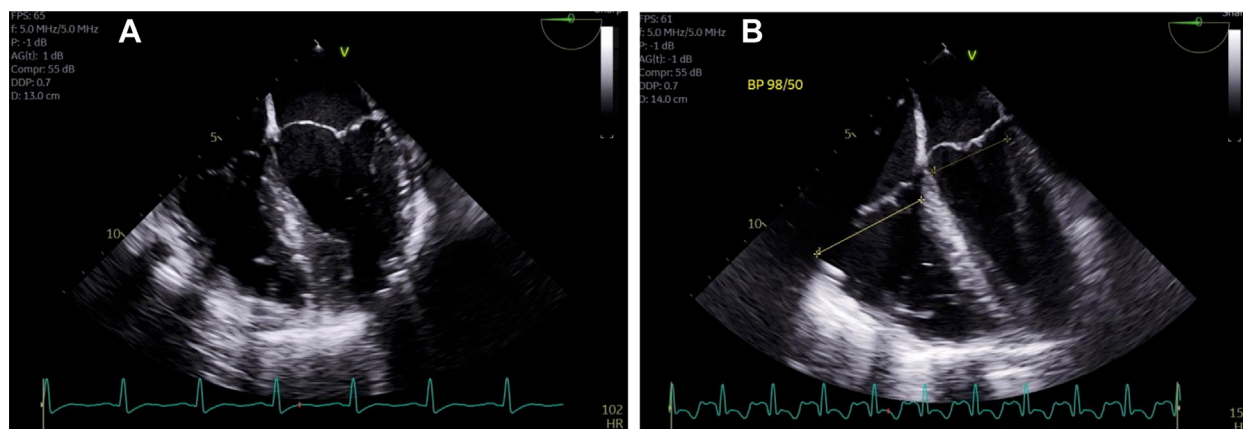 FPS: 65
f: 5.0 MHz/5.0 MHz
P: -1 dB
AG(t): 1 dB
Compr: 55 dB
DDP: 0.7
D: 13.0 cm
A
0
V
5
10
102
HR
FPS: 61
f: 5.0 MHz/5.0 MHz
P: -1 dB
AG(t): -1 dB
Compr: 55 dB
DDP: 0.7
D: 14.0 cm
B
0
V
BP 98/50
5
10